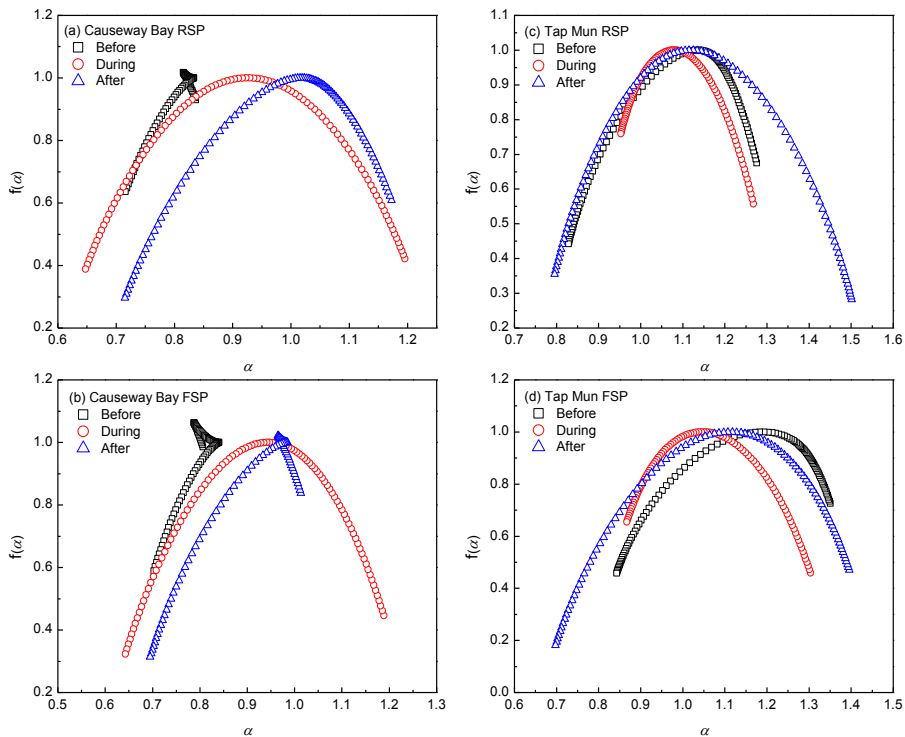 (a) Causeway Bay RSP
Before
During
After
f(α)
1.2
1.0
0.8
0.6
0.4
0.2
0.6 0.7 0.8 0.9 1.0 1.1 1.2
α
(c) Tap Mun RSP
Before
During
After
f(α)
1.1
1.0
0.9
0.8
0.7
0.6
0.5
0.4
0.3
0.2
0.7 0.8 0.9 1.0 1.1 1.2 1.3 1.4 1.5 1.6
α
(b) Causeway Bay FSP
Before
During
After
f(α)
1.2
1.0
0.8
0.6
0.4
0.2
0.5 0.6 0.7 0.8 0.9 1.0 1.1 1.2 1.3
α
(d) Tap Mun FSP
Before
During
After
f(α)
1.2
1.0
0.8
0.6
0.4
0.2
0.0
0.6 0.7 0.8 0.9 1.0 1.1 1.2 1.3 1.4 1.5
α